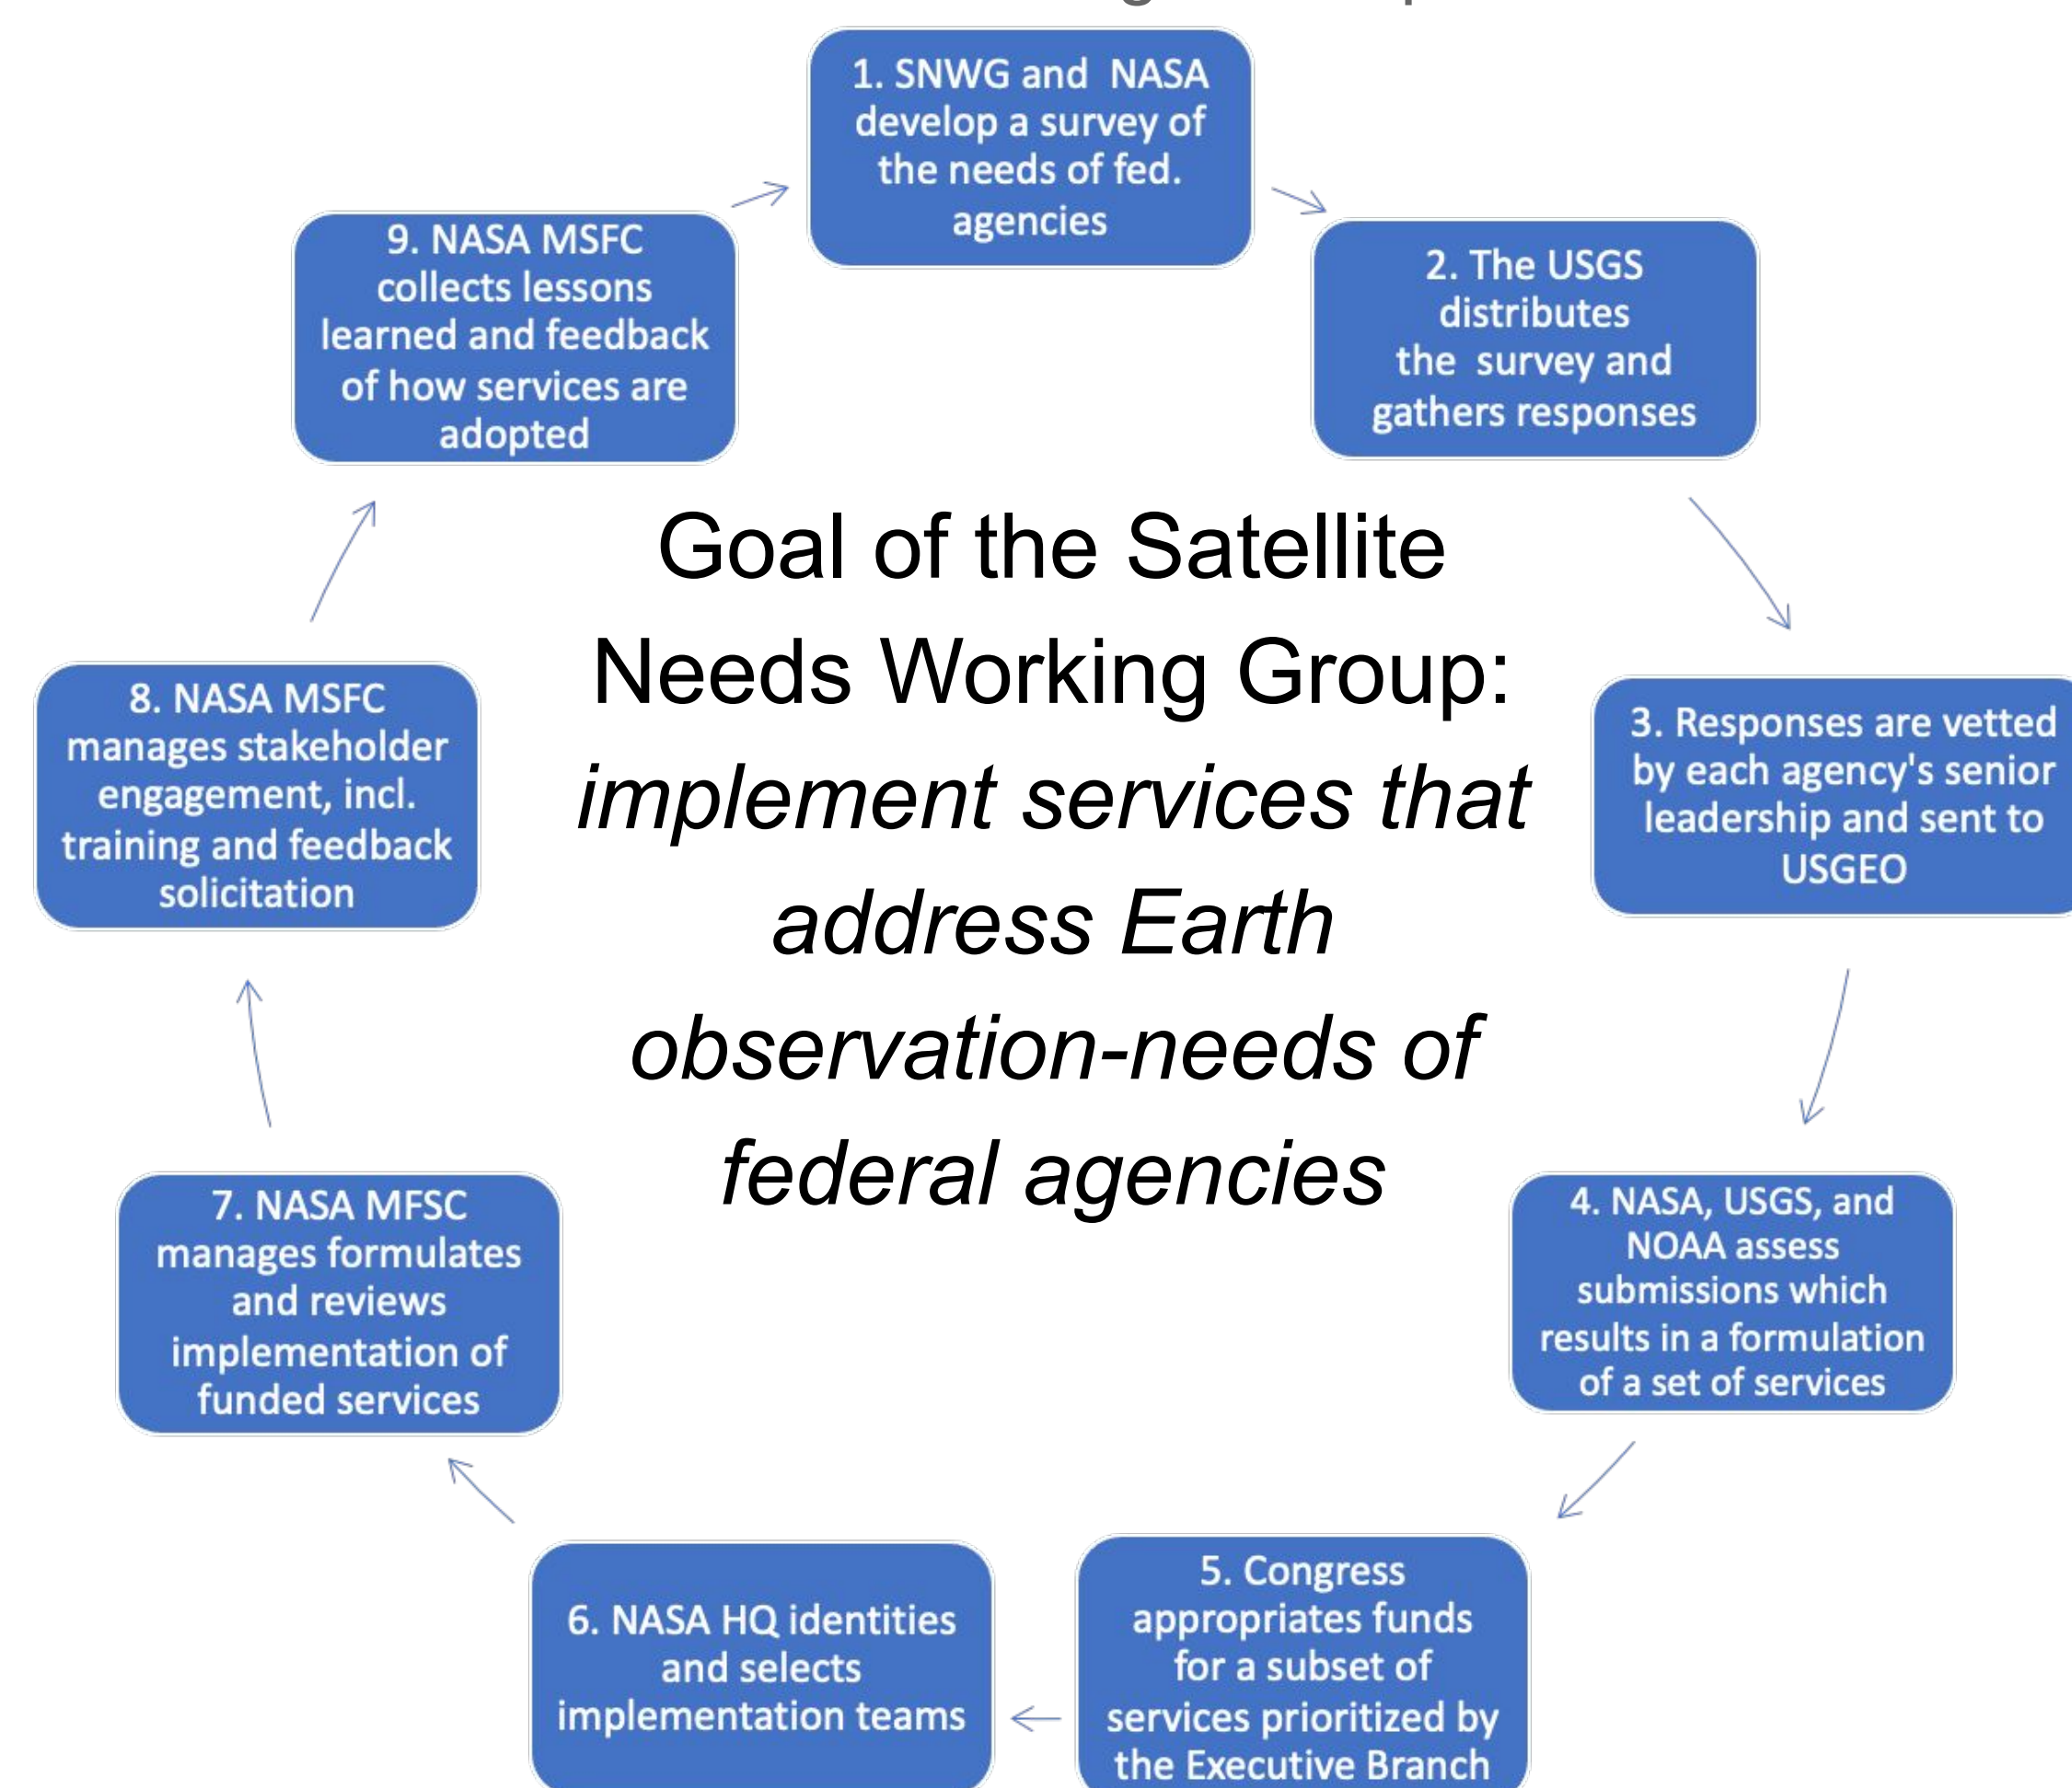 1. SNWG and  NASA
develop a survey of
the needs of fed.
agencies
2. The USGS
distributes
the  survey and
gathers responses
3. Responses are vetted
by each agency's senior
leadership and sent to
USGEO
4. NASA, USGS, and
NOAA assess
submissions which
results in a formulation
of a set of services
5. Congress
appropriates funds
for a subset of
services prioritized by
the Executive Branch
6. NASA HQ identities
and selects
implementation teams
7. NASA MFSC
manages formulates
and reviews
implementation of
funded services
8. NASA MSFC
manages stakeholder
engagement, incl.
training and feedback
solicitation
9. NASA MSFC
collects lessons
learned and feedback
of how services are
adopted
Goal of the Satellite
Needs Working Group:
implement services that
address Earth
observation-needs of
federal agencies